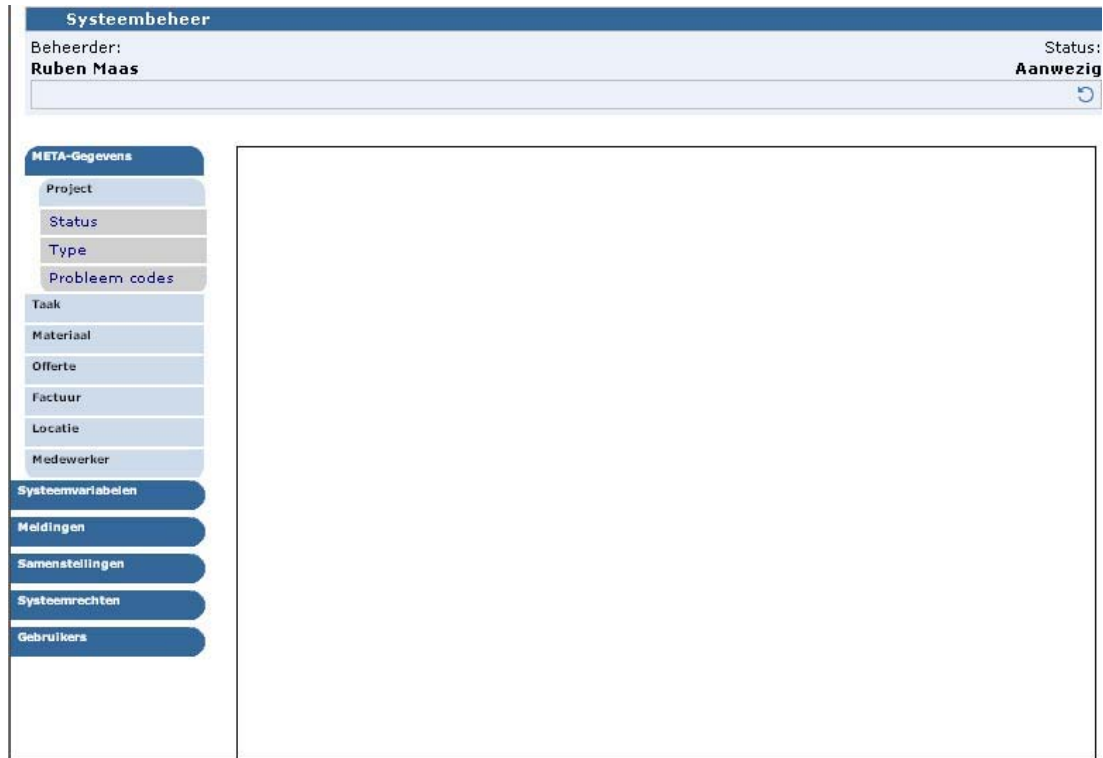 Systeembeheer
Beheerder:
Status:
Ruben Maas
Aanwezig
META-Gegevens
Project
Status
Type
Probleem codes
Taak
Materiaal
Offerte
Factuur
Locatie
Medewerker
Systeemvariabelen
Meldingen
Samenstellingen
Systeemrechten
Gebruikers